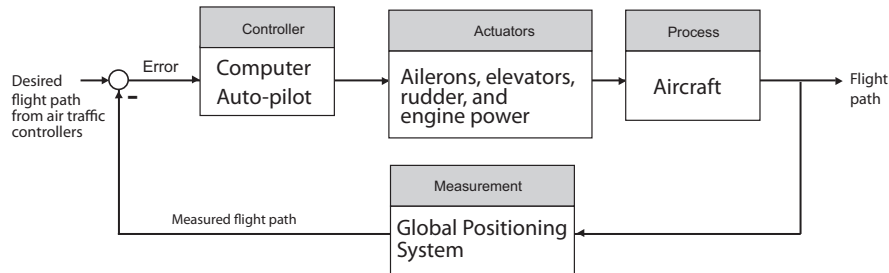 Controller
Actuators
Process
Desired
flight path
from air traffic
controllers
Error
Computer
Auto-pilot
Ailerons, elevators,
rudder, and
engine power
Aircraft
Flight
path
-
Measurement
Measured flight path
Global Positioning
System